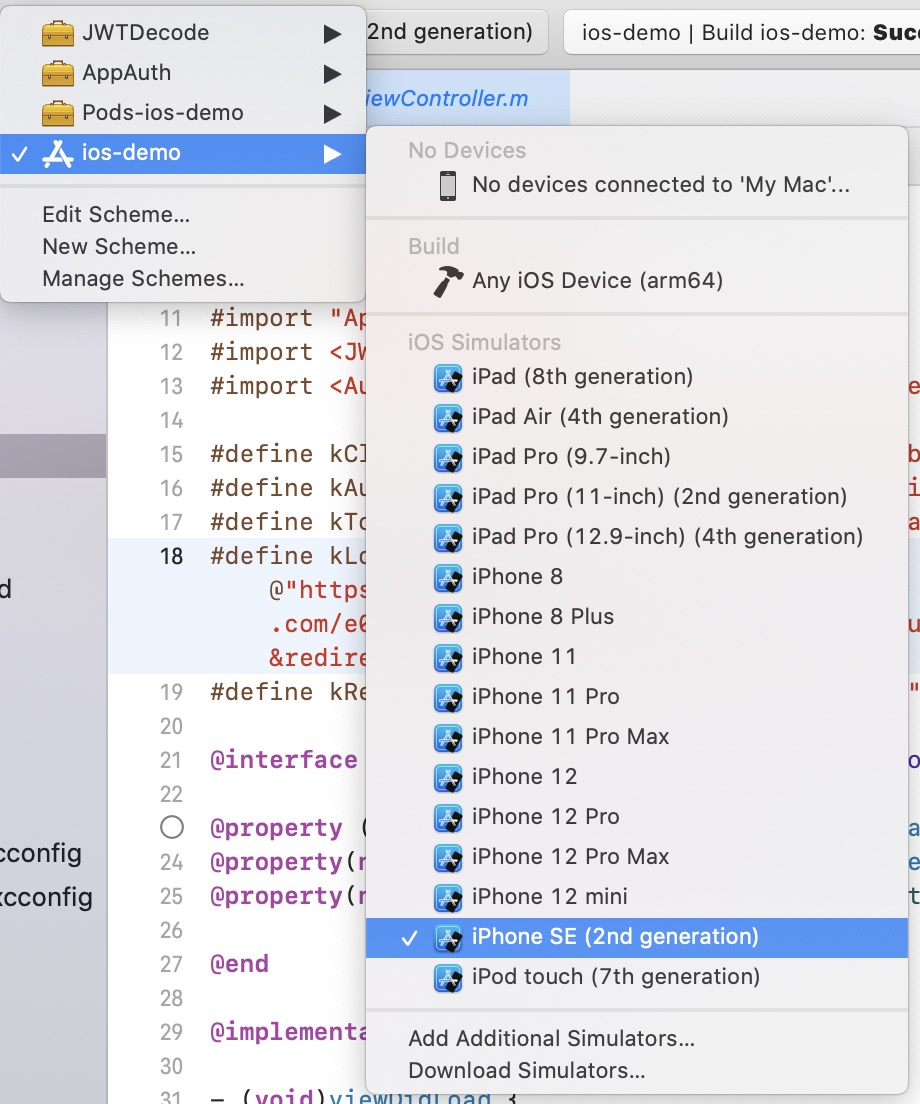 JWTDecode
AppAuth
Pods-ios-demo
ios-demo
Edit Scheme...
New Scheme...
Manage Schemes...
2nd generation)
ios-demo | Build ios-demo: Succ
iewController.m
No Devices
No devices connected to 'My Mac'...
Build
Any iOS Device (arm64)
iOS Simulators
iPad (8th generation)
iPad Air (4th generation)
iPad Pro (9.7-inch)
iPad Pro (11-inch) (2nd generation)
iPad Pro (12.9-inch) (4th generation)
iPhone 8
iPhone 8 Plus
iPhone 11
iPhone 11 Pro
iPhone 11 Pro Max
iPhone 12
iPhone 12 Pro
iPhone 12 Pro Max
iPhone 12 mini
iPhone SE (2nd generation)
iPod touch (7th generation)
Add Additional Simulators...
Download Simulators...
11 #import "Ap
12 #import <JW
13 #import <Au
14
15 #define kCl
16 #define kAu
17 #define kTo
18 #define kLo
@"https
.com/e0
&redire
19 #define kRe
20
21 @interface
22
@property (
24 @property(n
25 @property(n
26
27 @end
28
29 @implementa
30
31 - (void)viewDidLoad {
d
cconfig
xcconfig